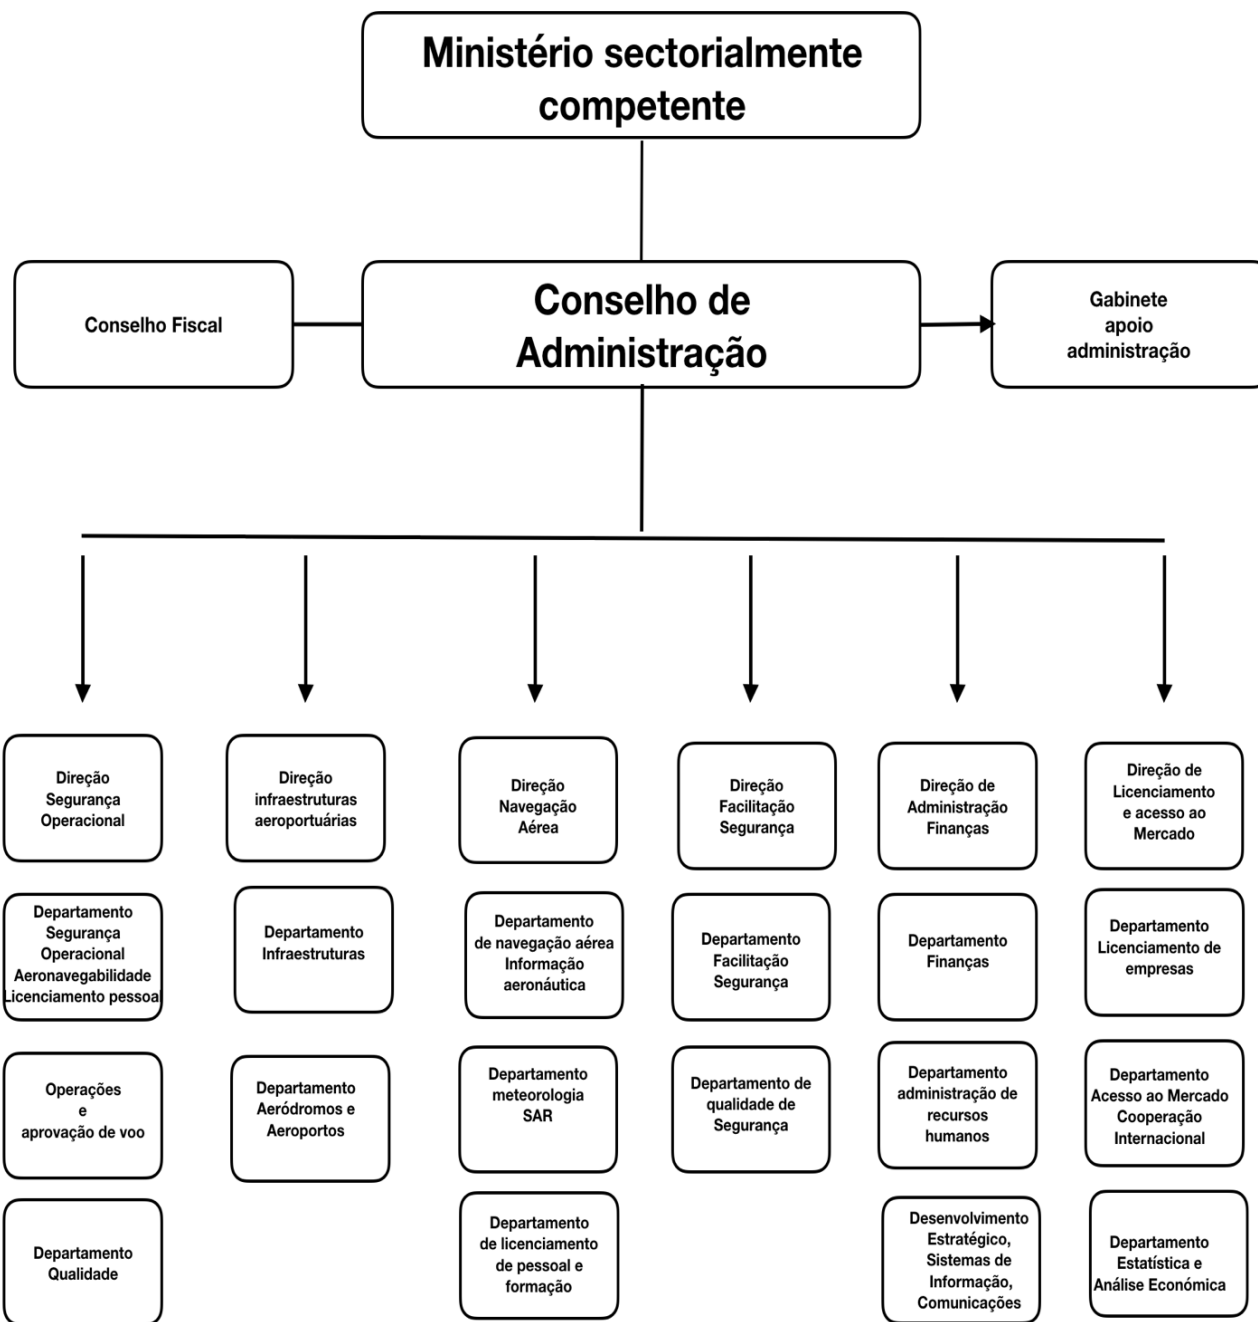 Ministério sectorialmente
competente
Conselho Fiscal
Conselho de
Administração
Gabinete
apoio
administração
Direção
Segurança
Operacional
Direção
infraestruturas
aeroportuárias
Direção
Navegação
Aérea
Direção
Facilitação
Segurança
Direção de
Administração
Finanças
Direção de
Licenciamento
e acesso ao
Mercado
Departamento
Segurança
Operacional
Aeronavegabilidade
Licenciamento pessoal
Departamento
Infraestruturas
Departamento
de navegação aérea
Informação
aeronáutica
Departamento
Facilitação
Segurança
Departamento
Finanças
Departamento
Licenciamento de
empresas
Operações
e
aprovação de voo
Departamento
Aeródromos e
Aeroportos
Departamento
meteorologia
SAR
Departamento de
qualidade de
Segurança
Departamento
administração de
recursos
humanos
Departamento
Acesso ao Mercado
Cooperação
Internacional
Departamento
Qualidade
Departamento
de licenciamento
de pessoal e
formação
Desenvolvimento
Estratégico,
Sistemas de
Informação,
Comunicações
Departamento
Estatística e
Análise Económica